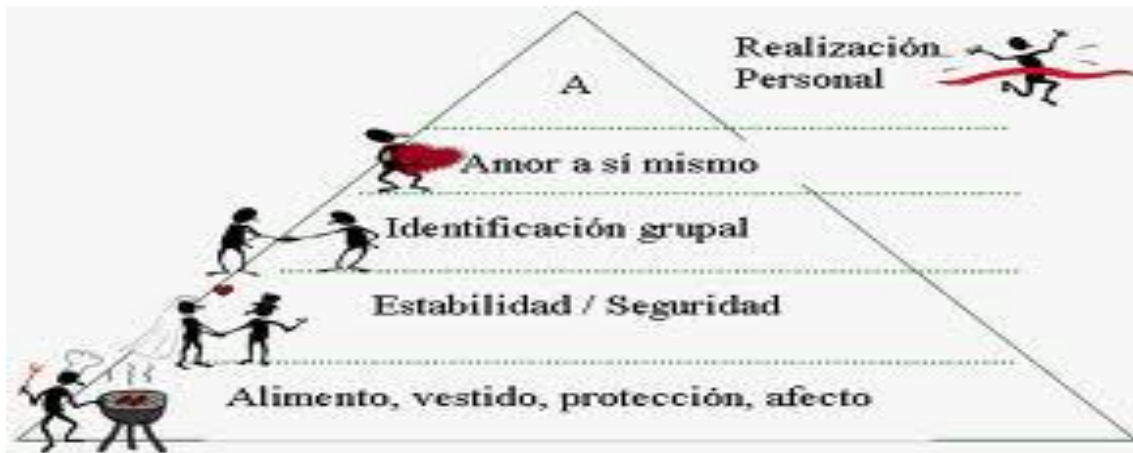 Realización
Personal
A
Amor a sí mismo
Identificación grupal
Estabilidad / Seguridad
Alimento, vestido, protección, afecto